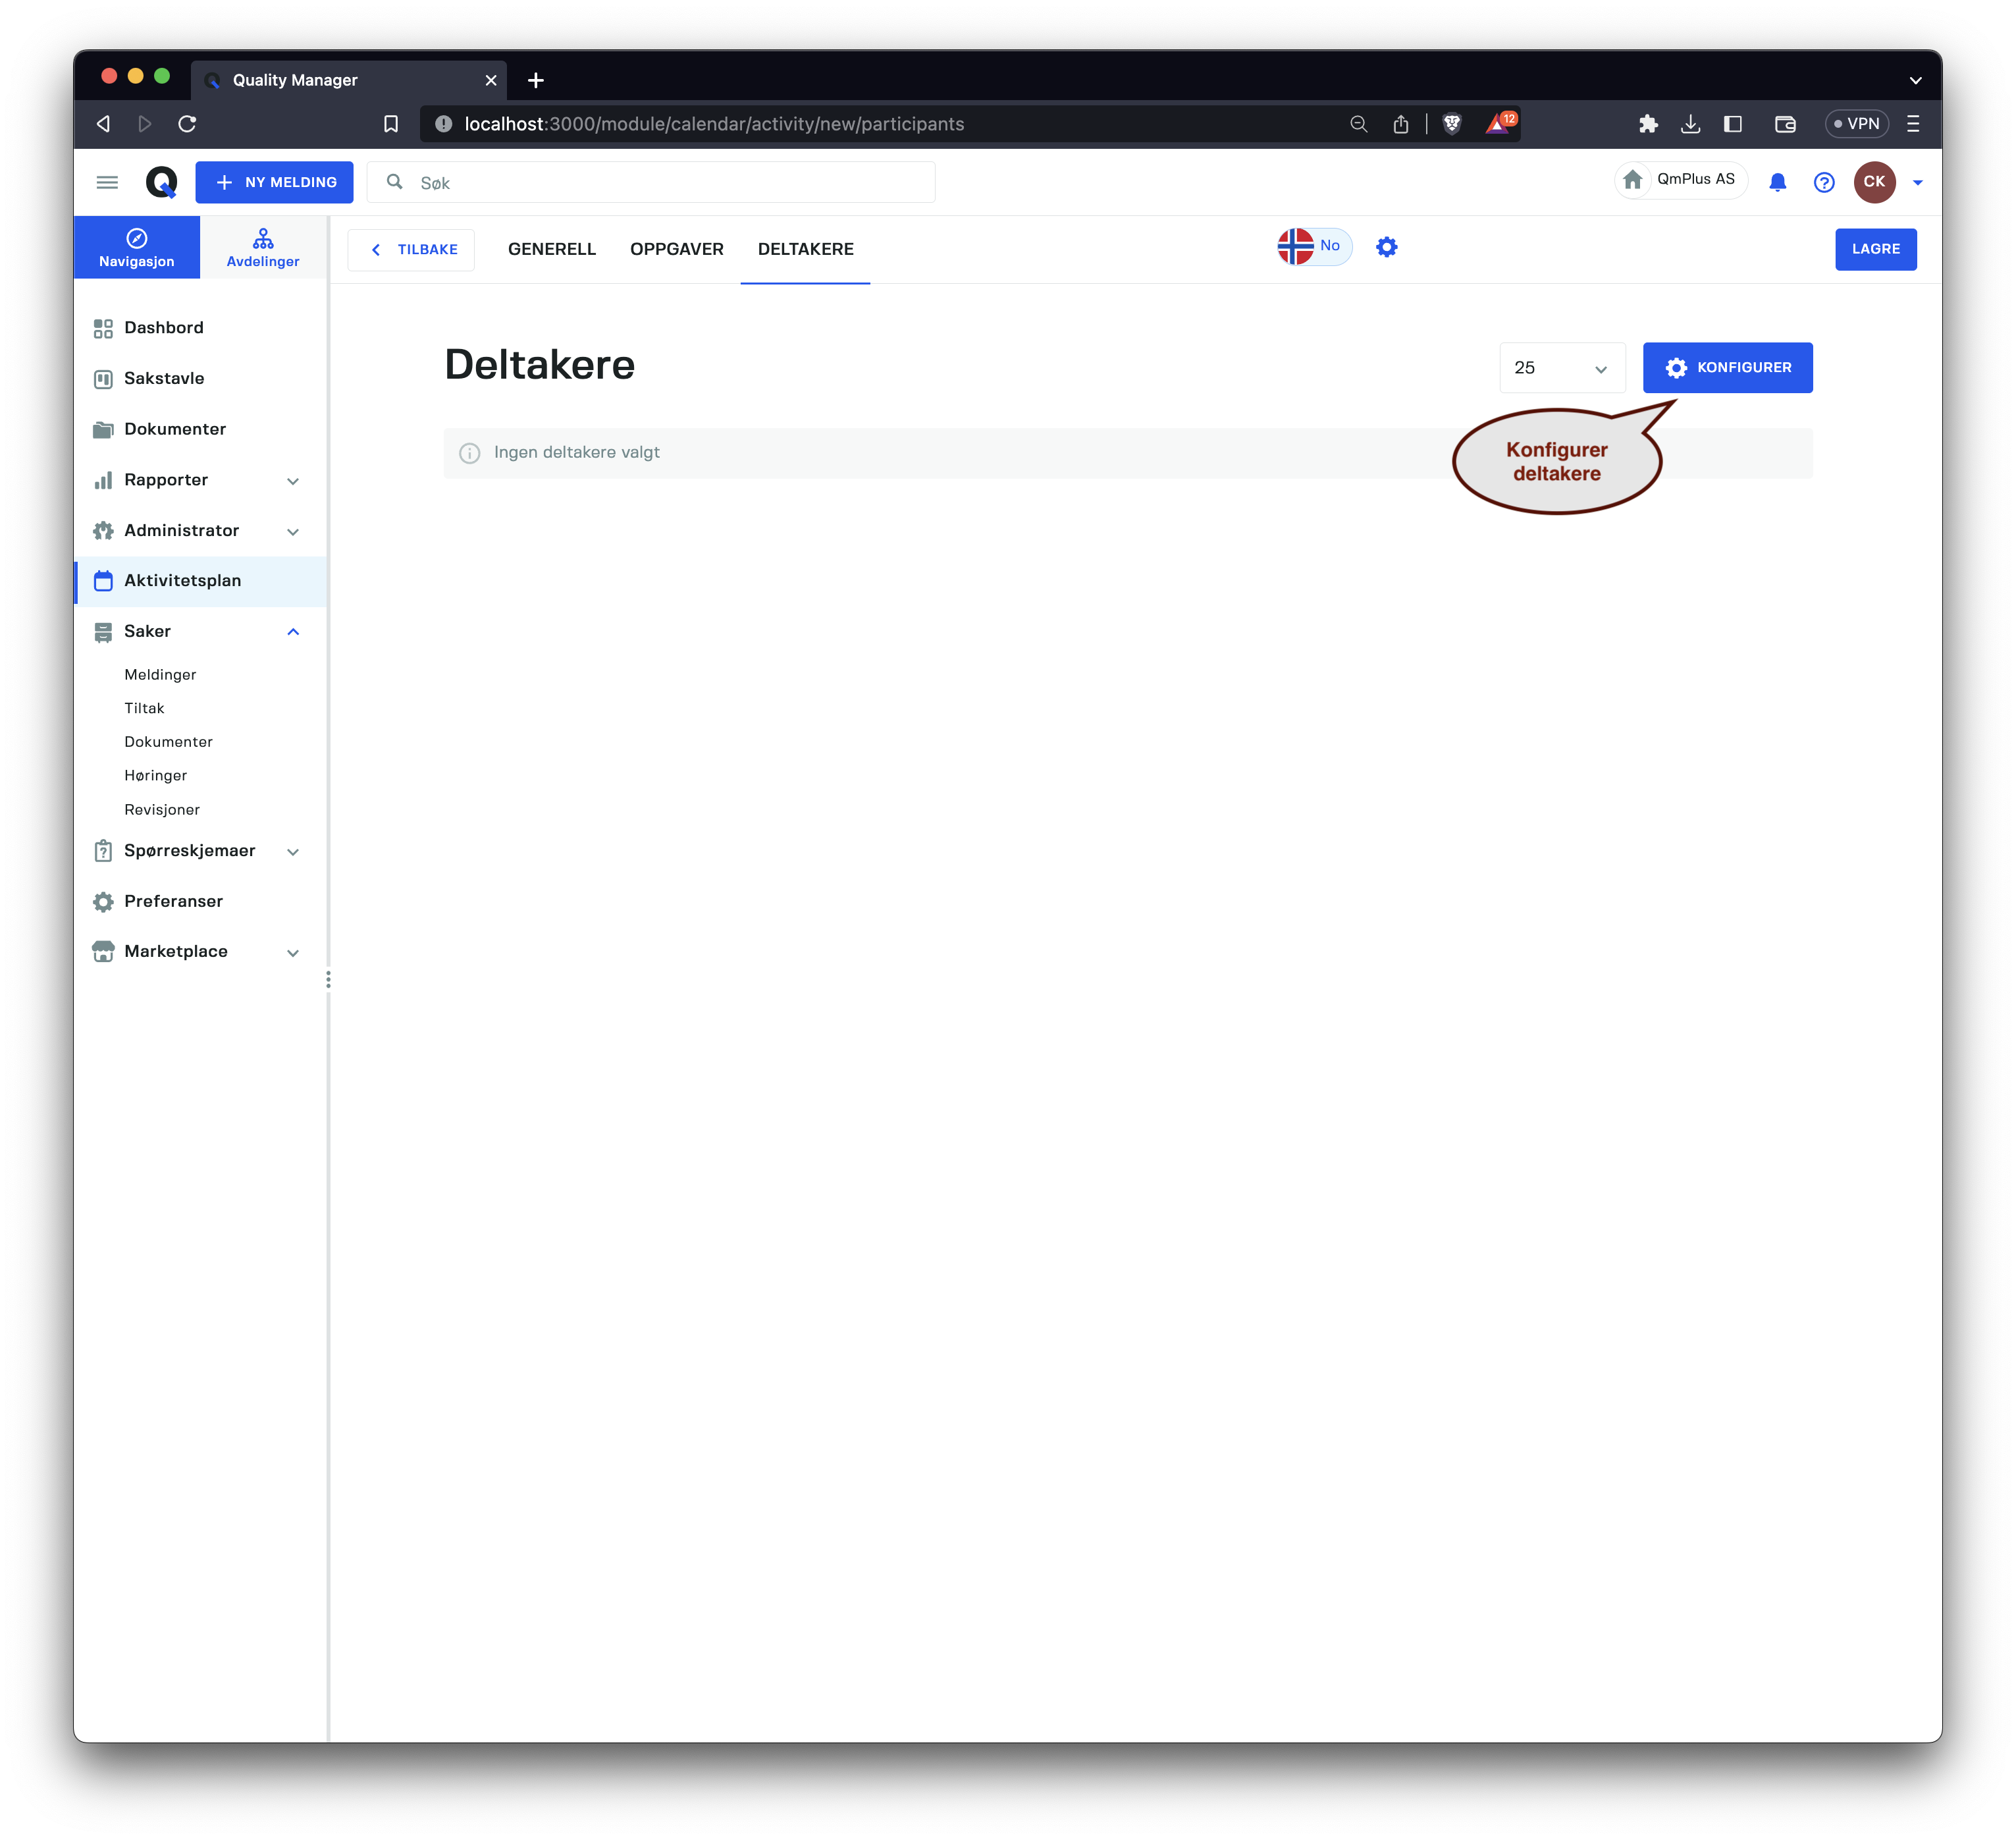 Quality Manager
localhost:3000/module/calendar/activity/new/participants
12
VPN
NY MELDING
Søk
QmPlus AS
CK
Navigasjon
Avdelinger
TILBAKE
GENERELL
OPPGAVER
DELTAKERE
No
LAGRE
Dashbord
Sakstavle
Dokumenter
Rapporter
Administrator
Aktivitetsplan
Saker
Meldinger
Tiltak
Dokumenter
Høringer
Revisjoner
Spørreskjemaer
Preferanser
Marketplace
Deltakere
25
KONFIGURER
Ingen deltakere valgt
Konfigurer
deltakere